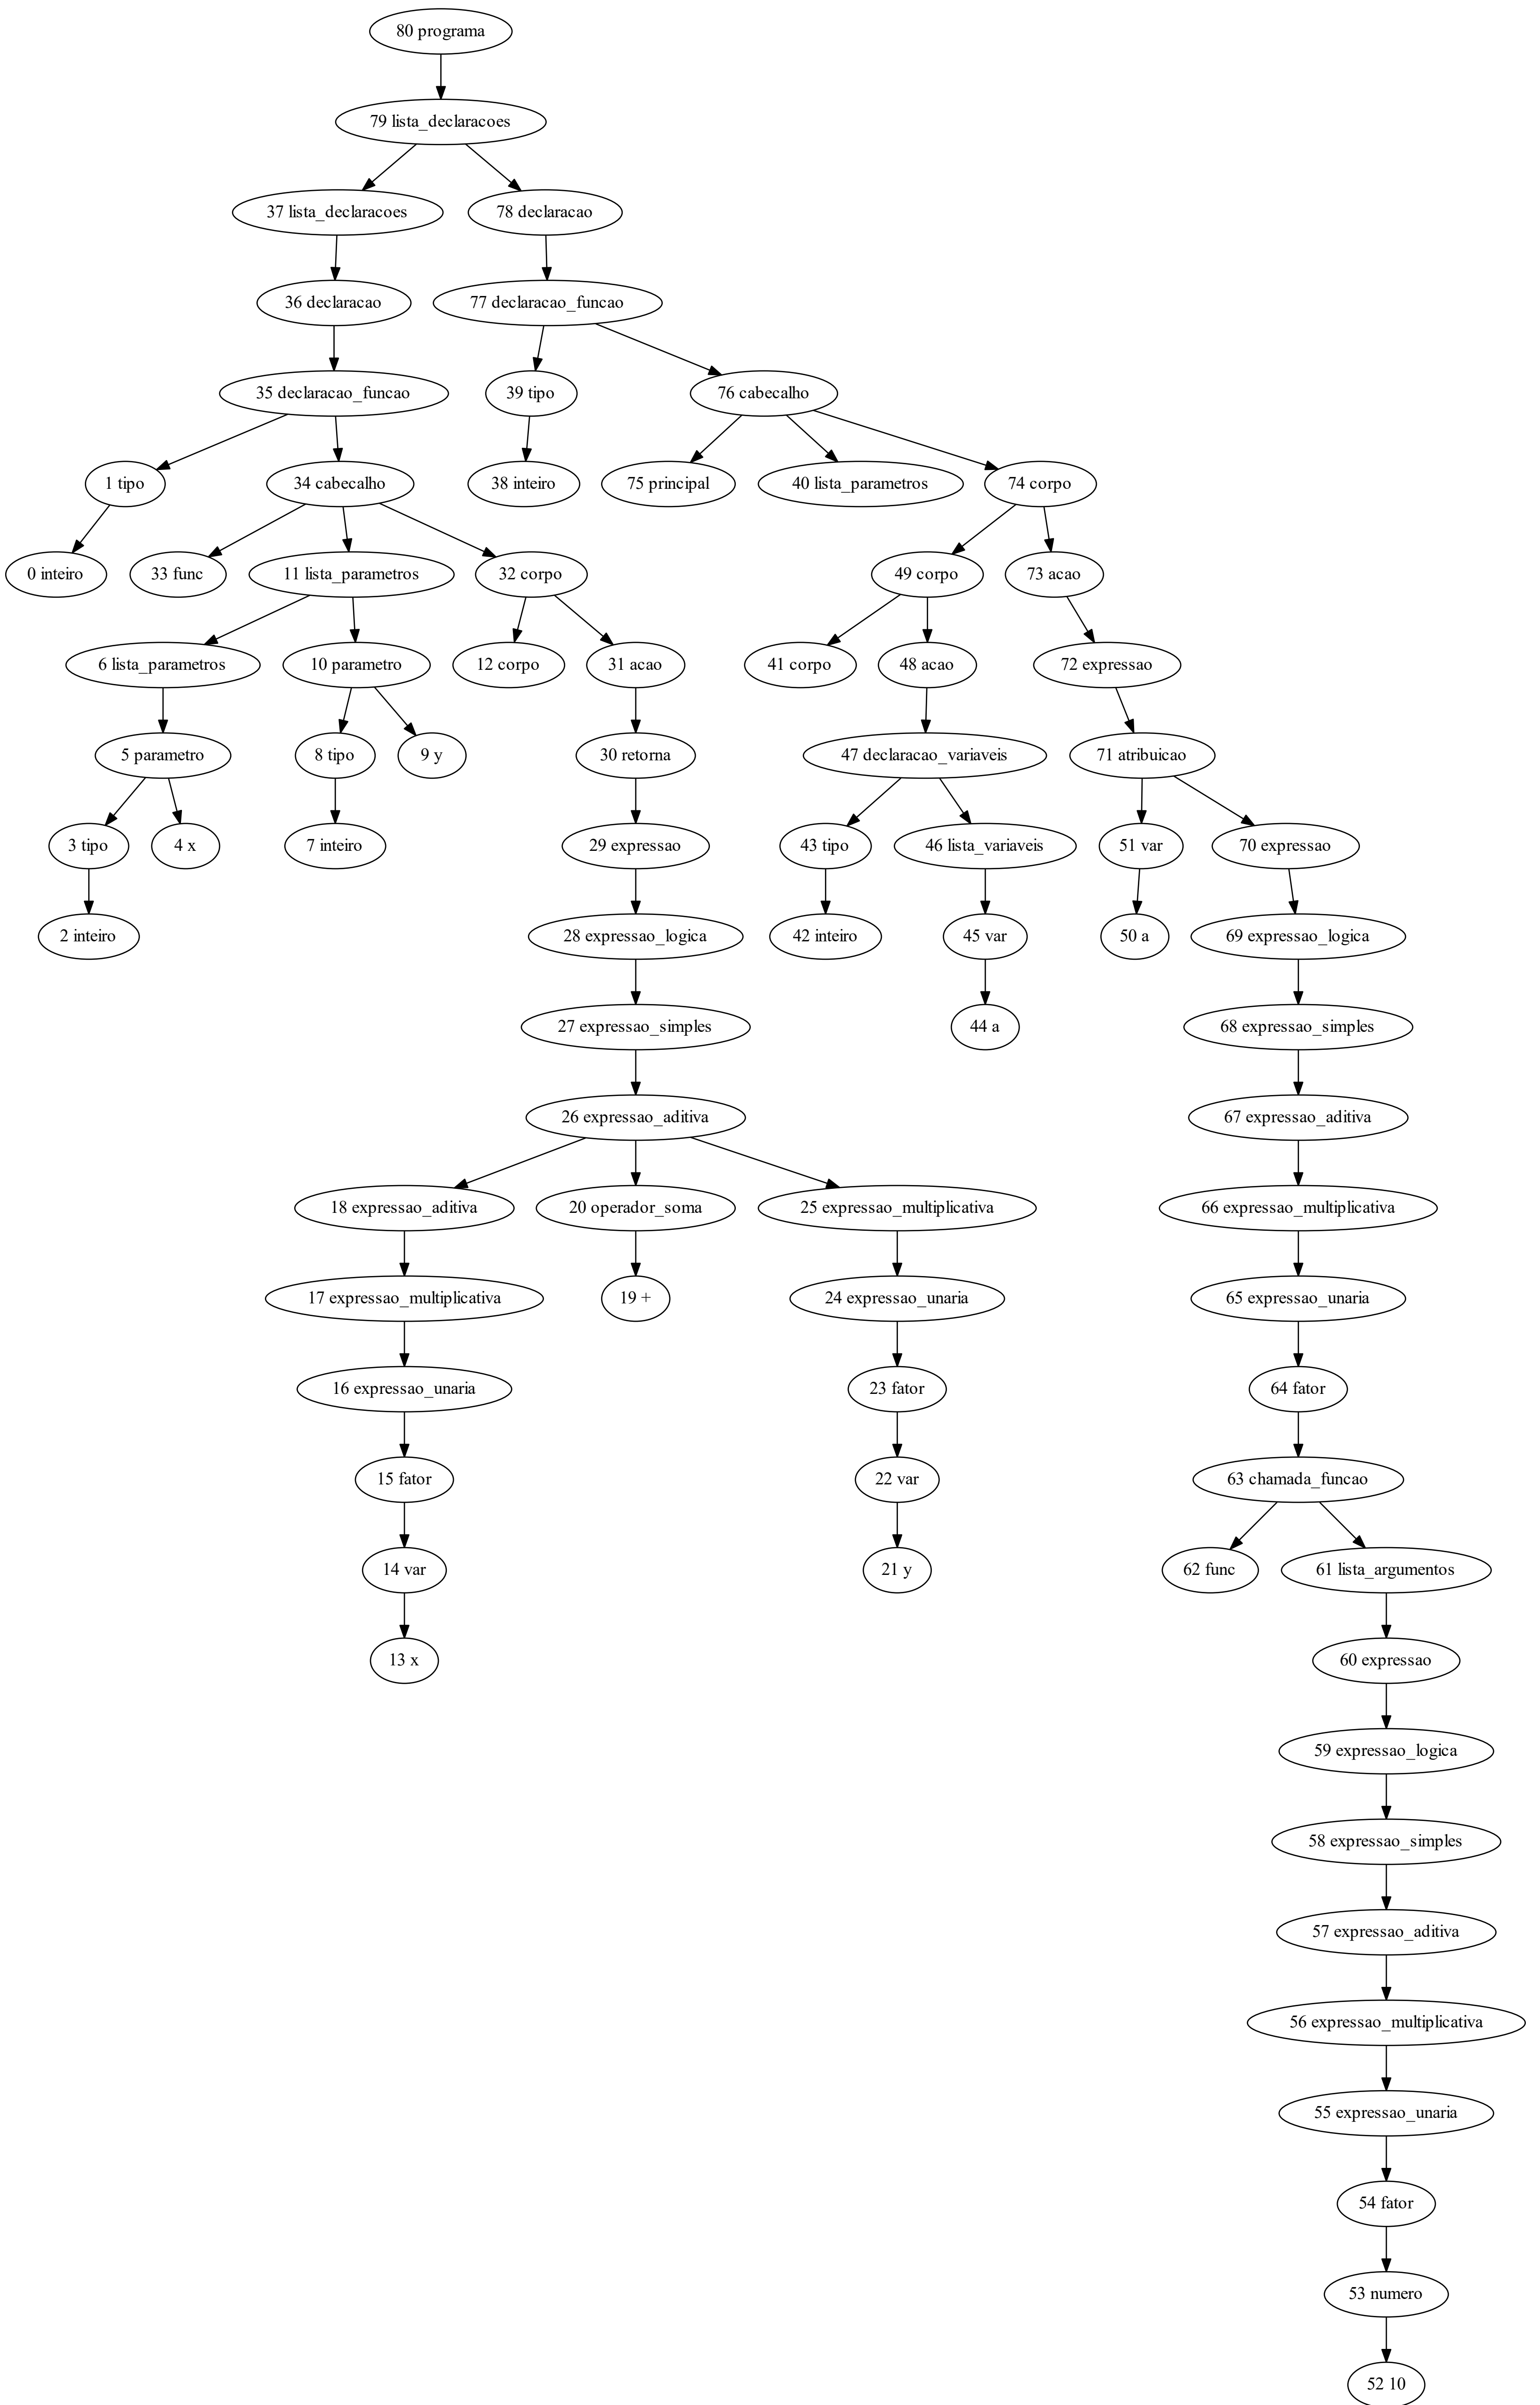 80 programa
79 lista_declaracoes
37 lista_declaracoes
78 declaracao
36 declaracao
77 declaracao_funcao
35 declaracao_funcao
39 tipo
76 cabecalho
1 tipo
34 cabecalho
38 inteiro
75 principal
40 lista_parametros
74 corpo
0 inteiro
33 func
11 lista_parametros
32 corpo
49 corpo
73 acao
6 lista_parametros
10 parametro
12 corpo
31 acao
41 corpo
48 acao
72 expressao
5 parametro
8 tipo
9 y
30 retorna
47 declaracao_variaveis
71 atribuicao
3 tipo
4 x
7 inteiro
29 expressao
43 tipo
46 lista_variaveis
51 var
70 expressao
2 inteiro
28 expressao_logica
42 inteiro
45 var
50 a
69 expressao_logica
27 expressao_simples
44 a
68 expressao_simples
26 expressao_aditiva
67 expressao_aditiva
18 expressao_aditiva
20 operador_soma
25 expressao_multiplicativa
66 expressao_multiplicativa
17 expressao_multiplicativa
19 +
24 expressao_unaria
65 expressao_unaria
16 expressao_unaria
23 fator
64 fator
15 fator
22 var
63 chamada_funcao
14 var
21 y
62 func
61 lista_argumentos
13 x
60 expressao
59 expressao_logica
58 expressao_simples
57 expressao_aditiva
56 expressao_multiplicativa
55 expressao_unaria
54 fator
53 numero
52 10